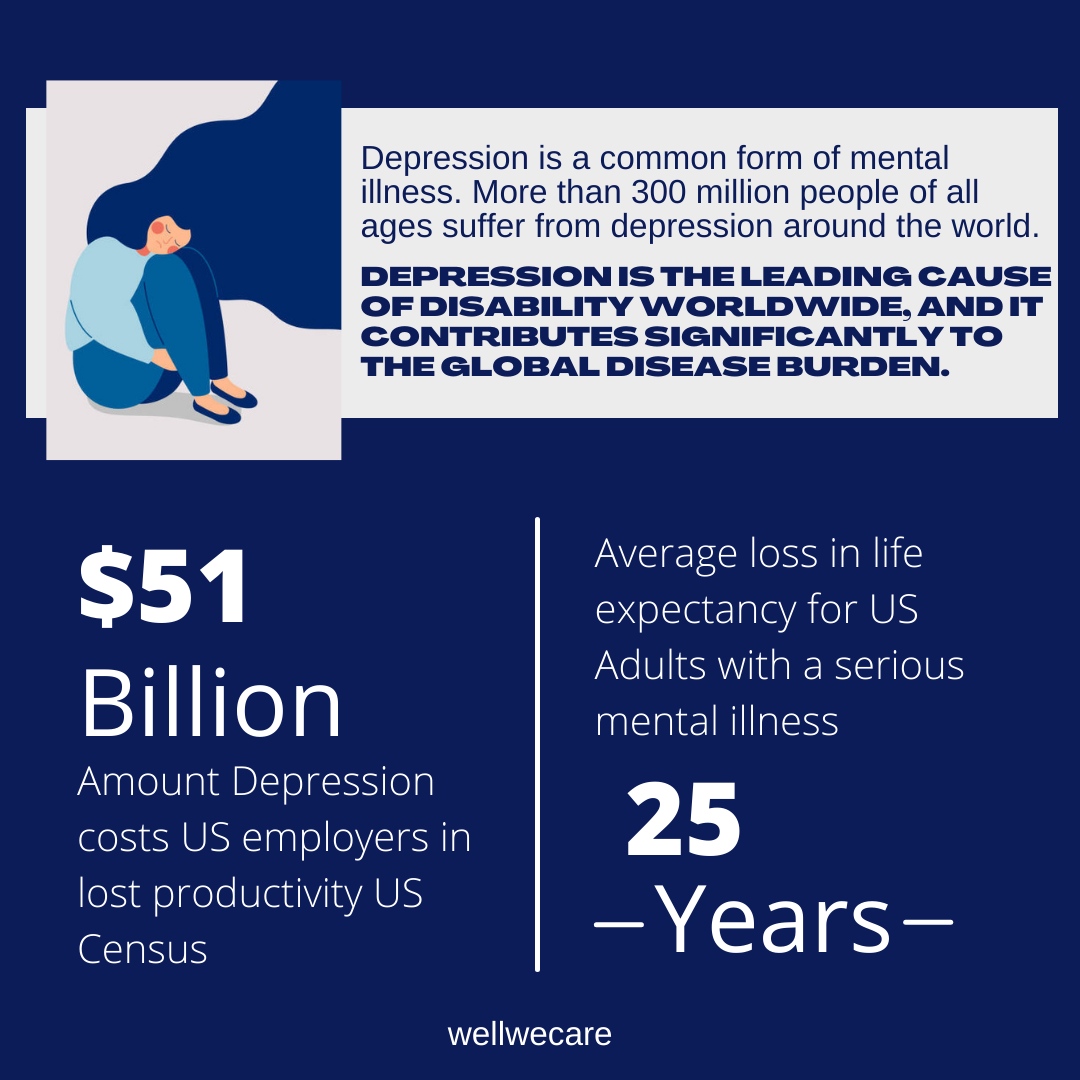 Depression is a common form of mental
illness. More than 300 million people of all
ages suffer from depression around the world.
DEPRESSION IS THE LEADING CAUSE
OF DISABILITY WORLDWIDE, AND IT
CONTRIBUTES SIGNIFICANTLY TO
THE GLOBAL DISEASE BURDEN.
$51
Billion
Amount Depression
costs US employers in
lost productivity US
Census
Average loss in life
expectancy for US
Adults with a serious
mental illness
25
Years
wellwecare